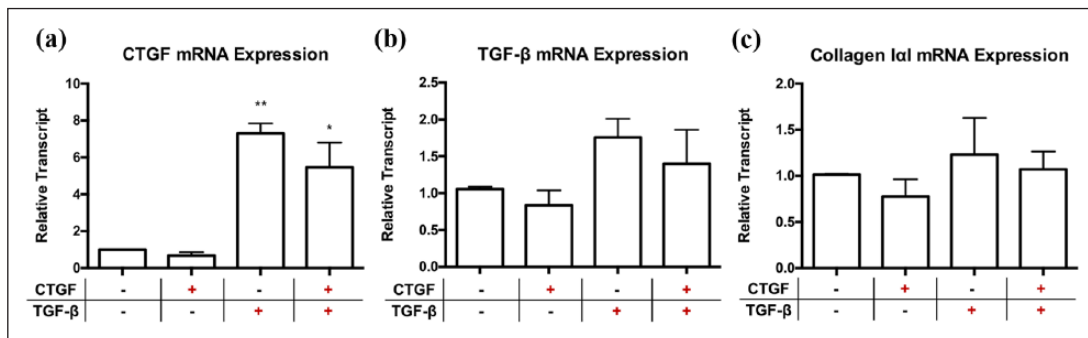 (a)
CTGF mRNA Expression
Relative Transcript
10
8
6
4
2
0
**
*
CTGF - + - +
TGF-β - - + +
(b)
TGF-β mRNA Expression
Relative Transcript
2.5
2.0
1.5
1.0
0.5
0.0
CTGF - + - +
TGF-β - - + +
(c)
Collagen IαI mRNA Expression
Relative Transcript
2.0
1.5
1.0
0.5
0.0
CTGF - + - +
TGF-β - - + +